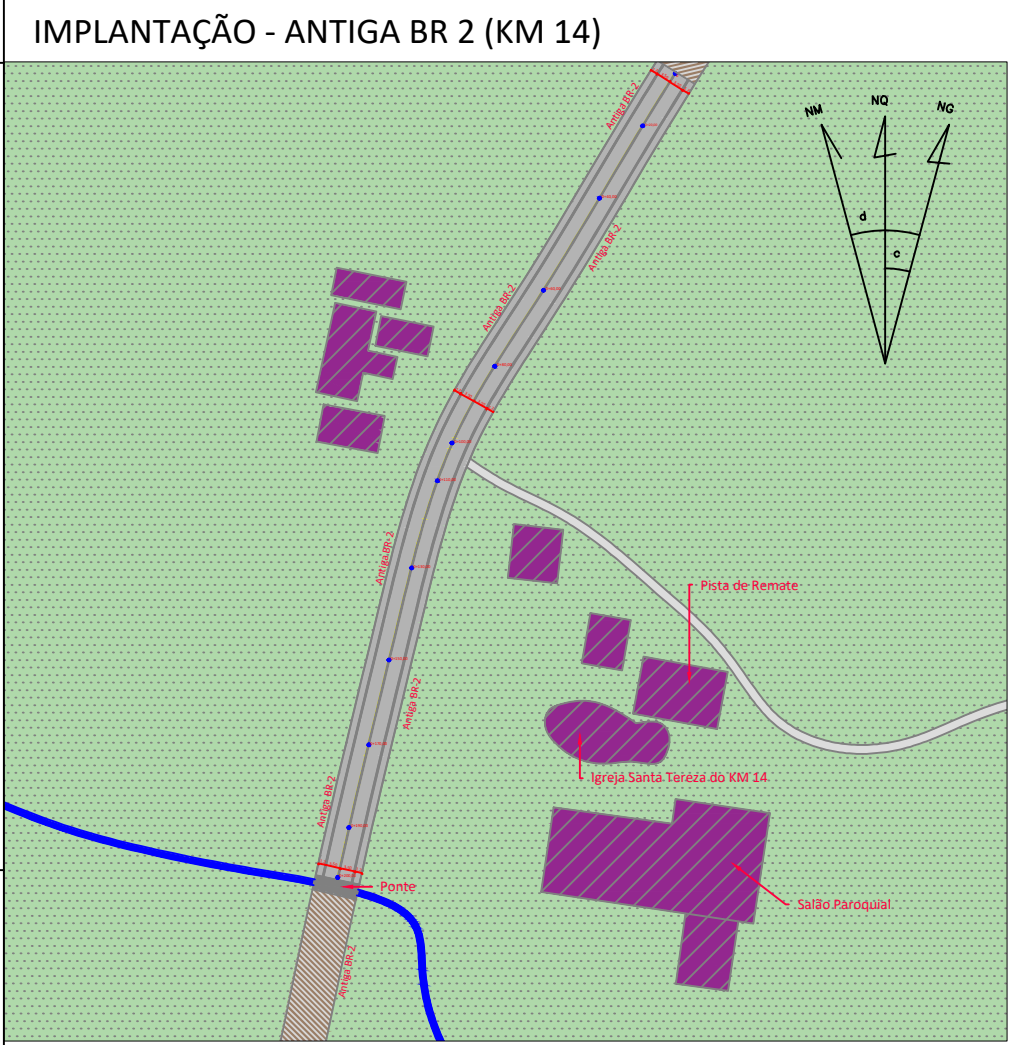 IMPLANTAÇÃO - ANTIGA BR 2 (KM 14)
NM
NQ
NG
d
c
Antiga BR-2
Antiga BR-2
Antiga BR-2
Antiga BR-2
Pista de Remate
Antiga BR-2
Igreja Santa Tereza do KM 14
Antiga BR-2
Ponte
Salão Paroquial
Antiga BR-2